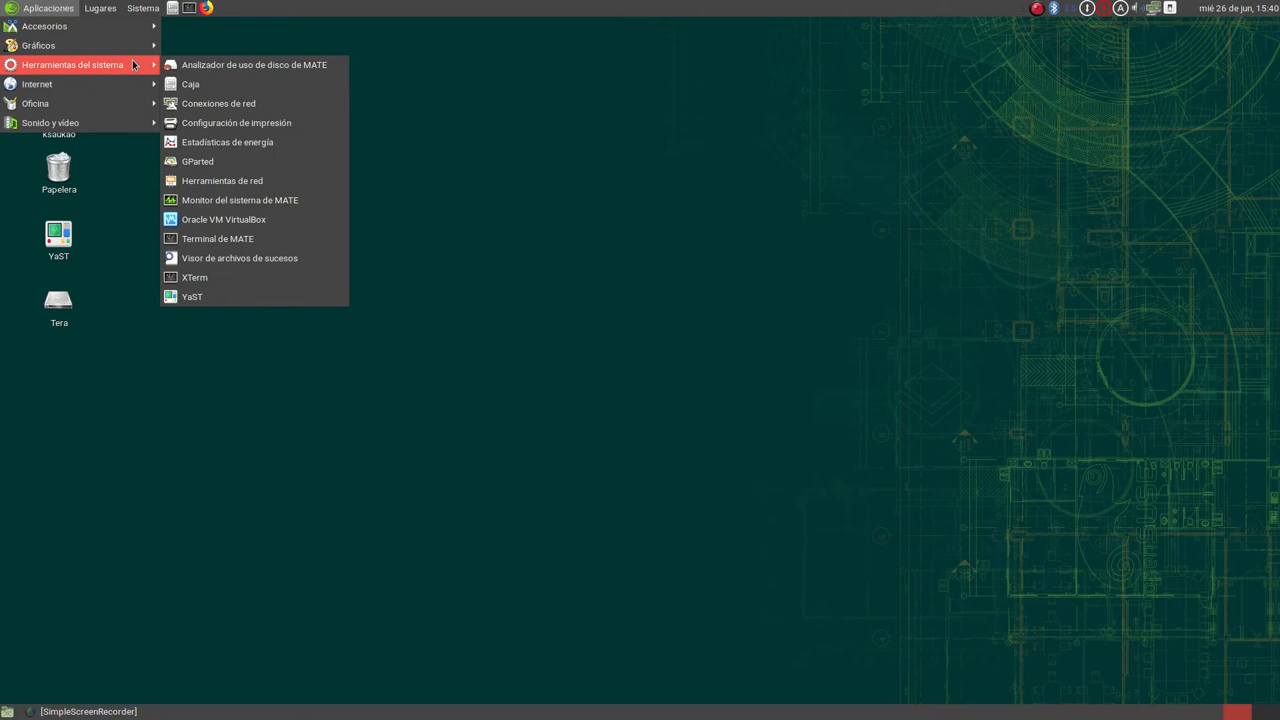 Aplicaciones Lugares Sistema ES A mié 26 de jun, 15:40
Accesorios
Gráficos
Herramientas del sistema
Internet
Oficina
Sonido y vídeo
Analizador de uso de disco de MATE
Caja
Conexiones de red
Configuración de impresión
Estadísticas de energía
GParted
Herramientas de red
Monitor del sistema de MATE
Oracle VM VirtualBox
Terminal de MATE
Visor de archivos de sucesos
XTerm
YaST
ksaukao
Papelera
YaST
Tera
[SimpleScreenRecorder]